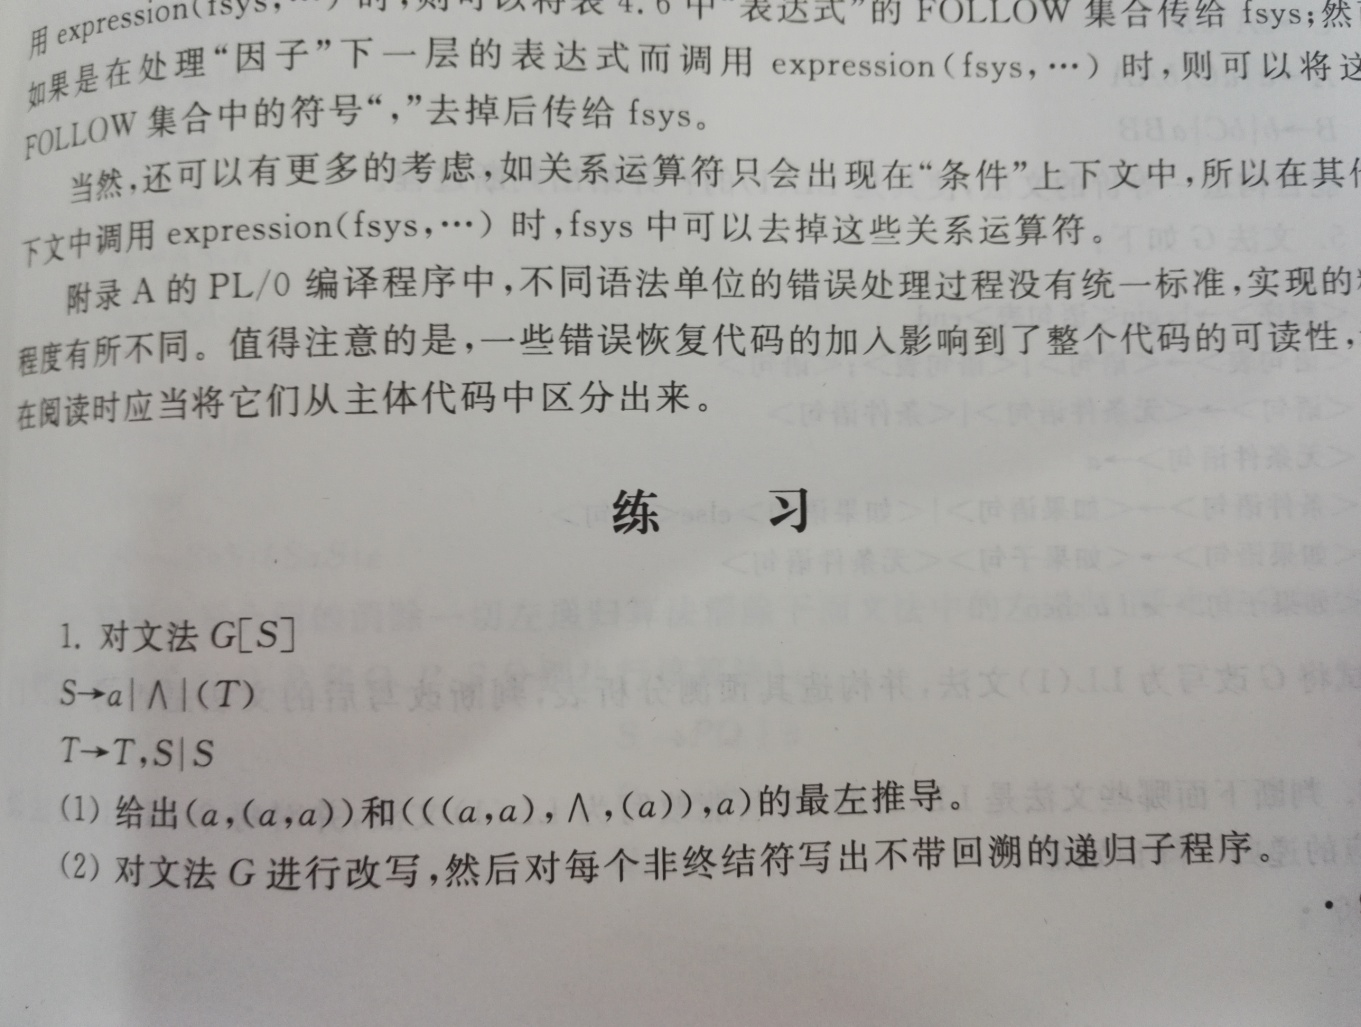 用 expression(fsys,…)时,则可以将表 4.6 中“表达式”的 FOLLOW 集合传给 fsys;然
如果是在处理“因子”下一层的表达式而调用 expression(fsys,…)时,则可以将这
FOLLOW 集合中的符号“,”去掉后传给 fsys。
当然,还可以有更多的考虑,如关系运算符只会出现在“条件”上下文中,所以在其他
下文中调用 expression(fsys,…)时,fsys 中可以去掉这些关系运算符。
附录 A 的 PL/0 编译程序中,不同语法单位的错误处理过程没有统一标准,实现的
程度有所不同。值得注意的是,一些错误恢复代码的加入影响到了整个代码的可读性,
在阅读时应当将它们从主体代码中区分出来。
练 习
1. 对文法 G[S]
S→a|∧|(T)
T→T,S|S
(1) 给出(a,(a,a))和(((a,a),∧,(a)),a)的最左推导。
(2) 对文法 G 进行改写,然后对每个非终结符写出不带回溯的递归子程序。